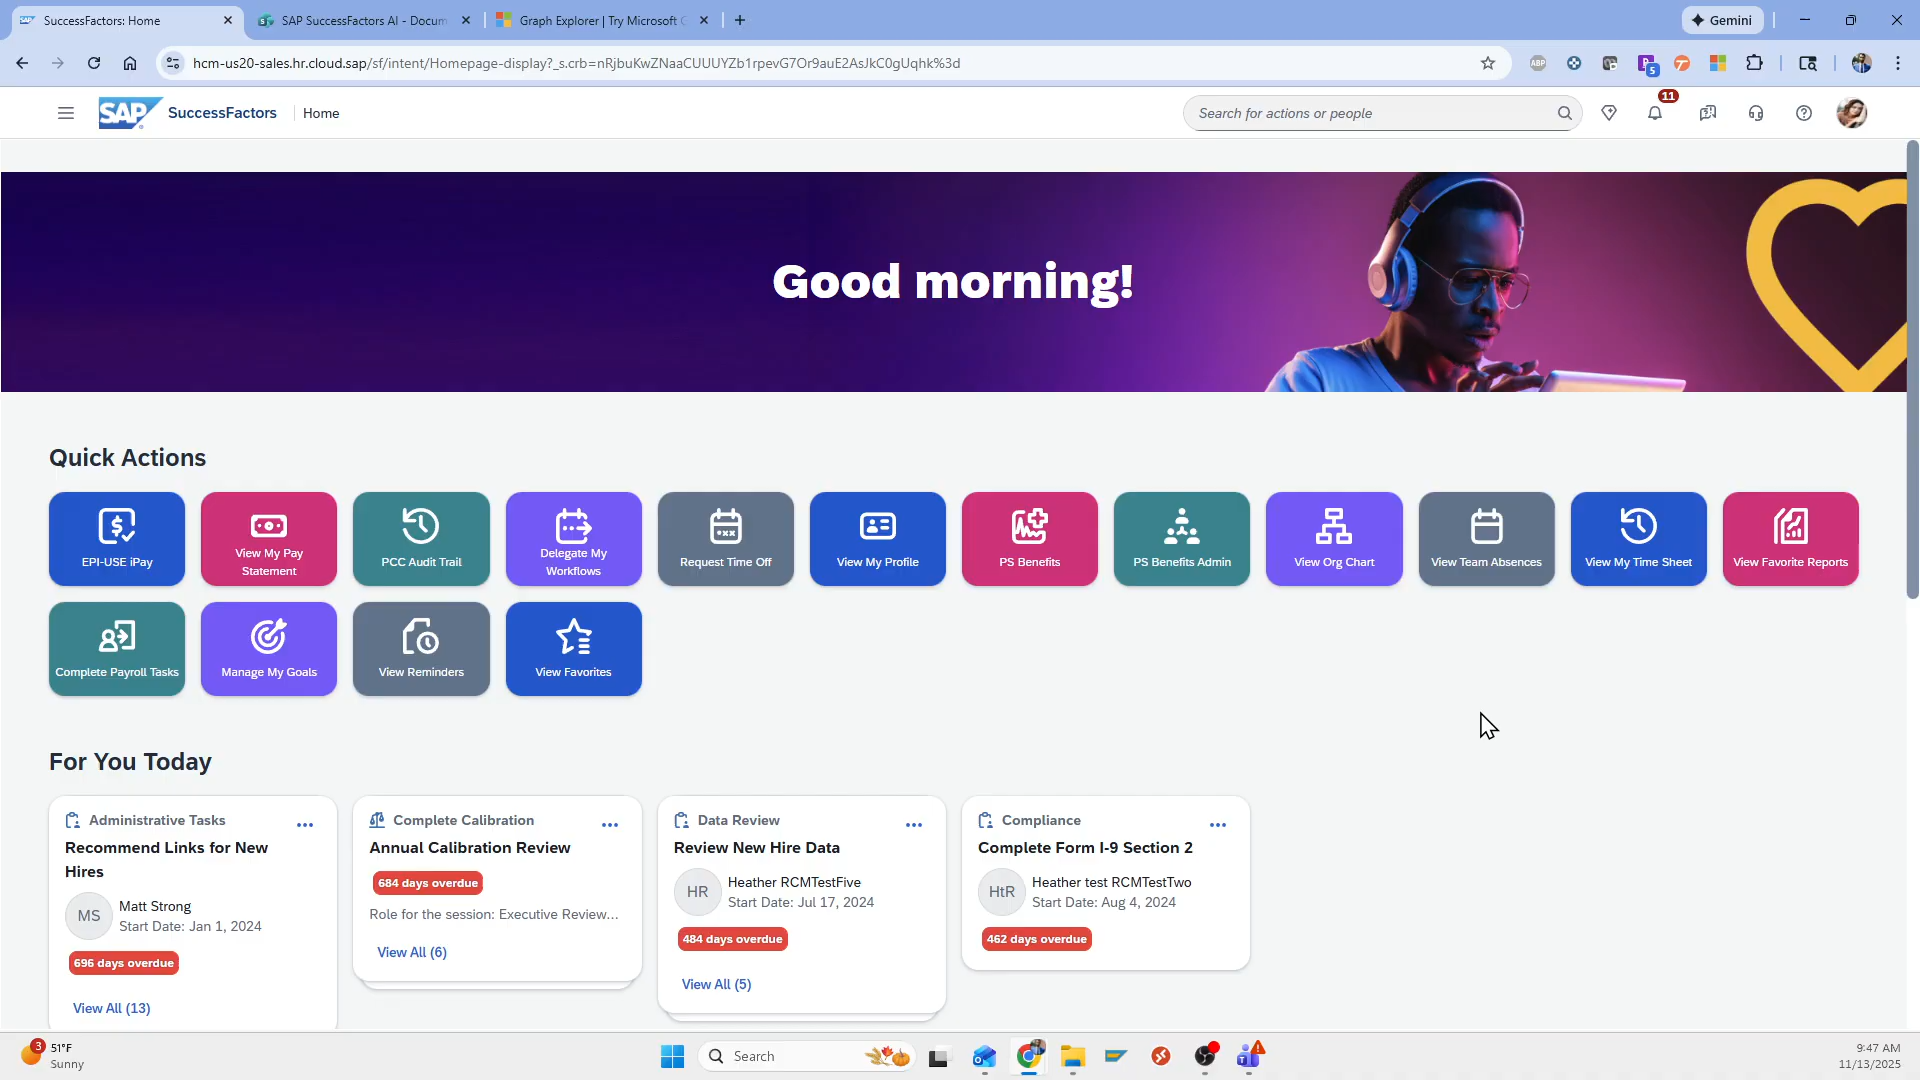 SuccessFactors: Home
SAP SuccessFactors AI - Docum
Graph Explorer | Try Microsoft
Gemini
hcm-us20-sales.hr.cloud.sap/sf/intent/Homepage-display?_s.crb=nRjbuKwZNaaCUUUYZb1rpevG7Or9auE2AsJkC0gUqhk%3d
ABP
5
SAP
SuccessFactors
Home
Search for actions or people
11
Good morning!
Quick Actions
EPI-USE iPay
View My Pay
Statement
PCC Audit Trail
Delegate My
Workflows
Request Time Off
View My Profile
PS Benefits
PS Benefits Admin
View Org Chart
View Team Absences
View My Time Sheet
View Favorite Reports
Complete Payroll Tasks
Manage My Goals
View Reminders
View Favorites
For You Today
Administrative Tasks
Recommend Links for New
Hires
MS
Matt Strong
Start Date: Jan 1, 2024
696 days overdue
View All (13)
Complete Calibration
Annual Calibration Review
684 days overdue
Role for the session: Executive Review...
View All (6)
Data Review
Review New Hire Data
HR
Heather RCMTestFive
Start Date: Jul 17, 2024
484 days overdue
View All (5)
Compliance
Complete Form I-9 Section 2
HtR
Heather test RCMTestTwo
Start Date: Aug 4, 2024
462 days overdue
3
51°F
Sunny
Search
9:47 AM
11/13/2025